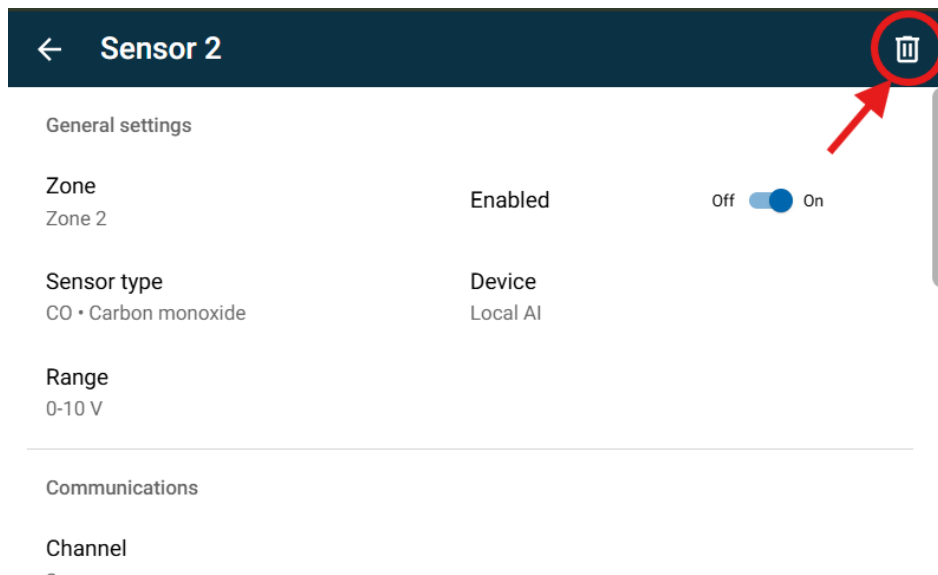 Sensor 2
General settings
Zone
Zone 2
Enabled
Off On
Sensor type
CO • Carbon monoxide
Device
Local AI
Range
0-10 V
Communications
Channel